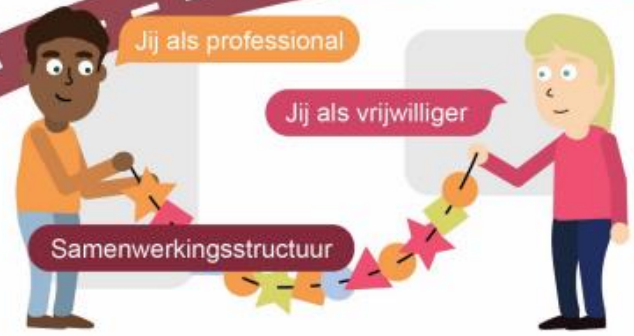 Jij als professional
Jij als vrijwilliger
Samenwerkingsstructuur